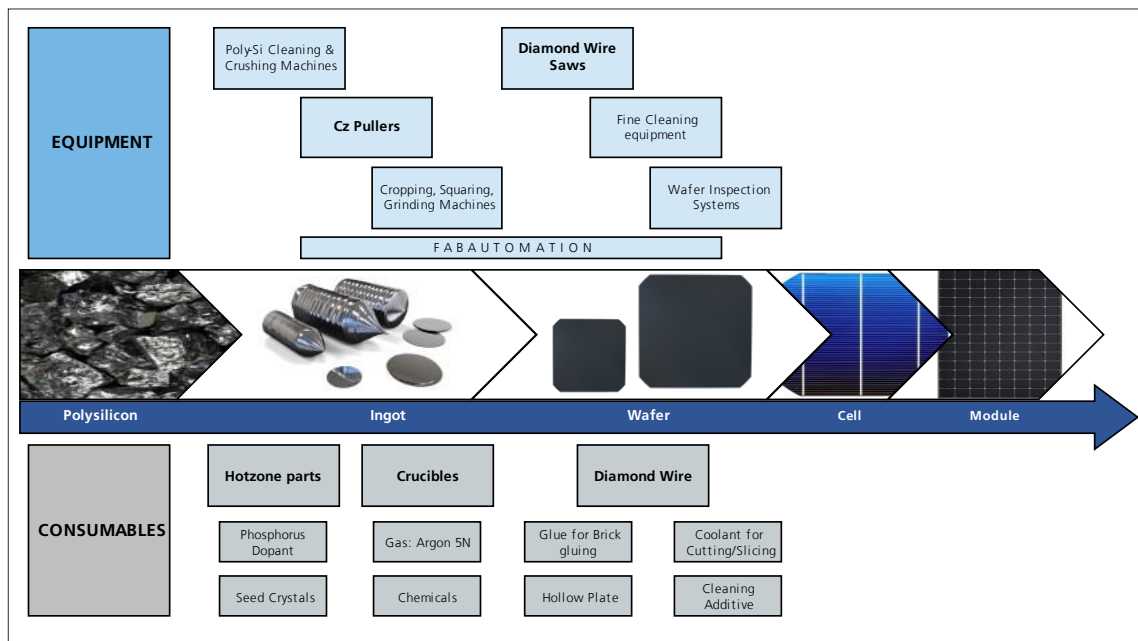 Poly-Si Cleaning &
Crushing Machines
Diamond Wire
Saws
EQUIPMENT
Cz Pullers
Fine Cleaning
equipment
Cropping, Squaring,
Grinding Machines
Wafer Inspection
Systems
FABAUTOMATION
Polysilicon
Ingot
Wafer
Cell
Module
CONSUMABLES
Hotzone parts
Crucibles
Diamond Wire
Phosphorus
Dopant
Gas: Argon 5N
Glue for Brick
gluing
Coolant for
Cutting/Slicing
Seed Crystals
Chemicals
Hollow Plate
Cleaning
Additive